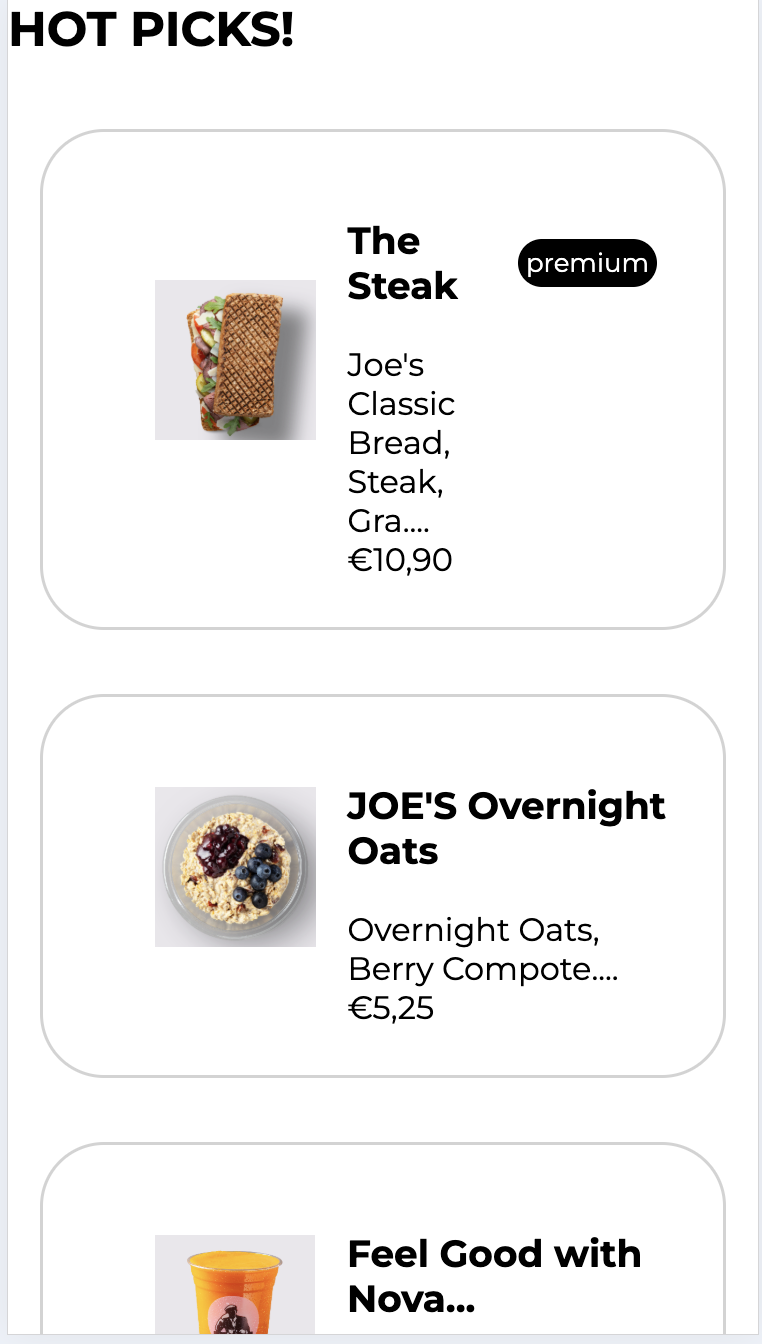 HOT PICKS!
The
Steak
premium
Joe's
Classic
Bread,
Steak,
Gra....
€10,90
JOE'S Overnight
Oats
Overnight Oats,
Berry Compote....
€5,25
Feel Good with
Nova...